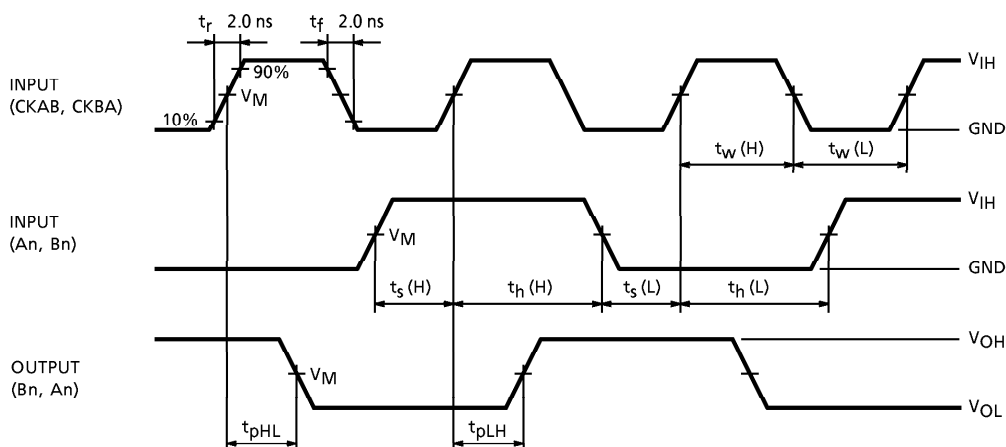 tr 2.0 ns tf 2.0 ns
INPUT
(CKAB, CKBA)
90%
VM
10%
VIH
GND
tw (H) tw (L)
INPUT
(An, Bn)
VM
VIH
GND
ts (H) th (H) ts (L) th (L)
OUTPUT
(Bn, An)
VM
VOH
VOL
tpHL tpLH